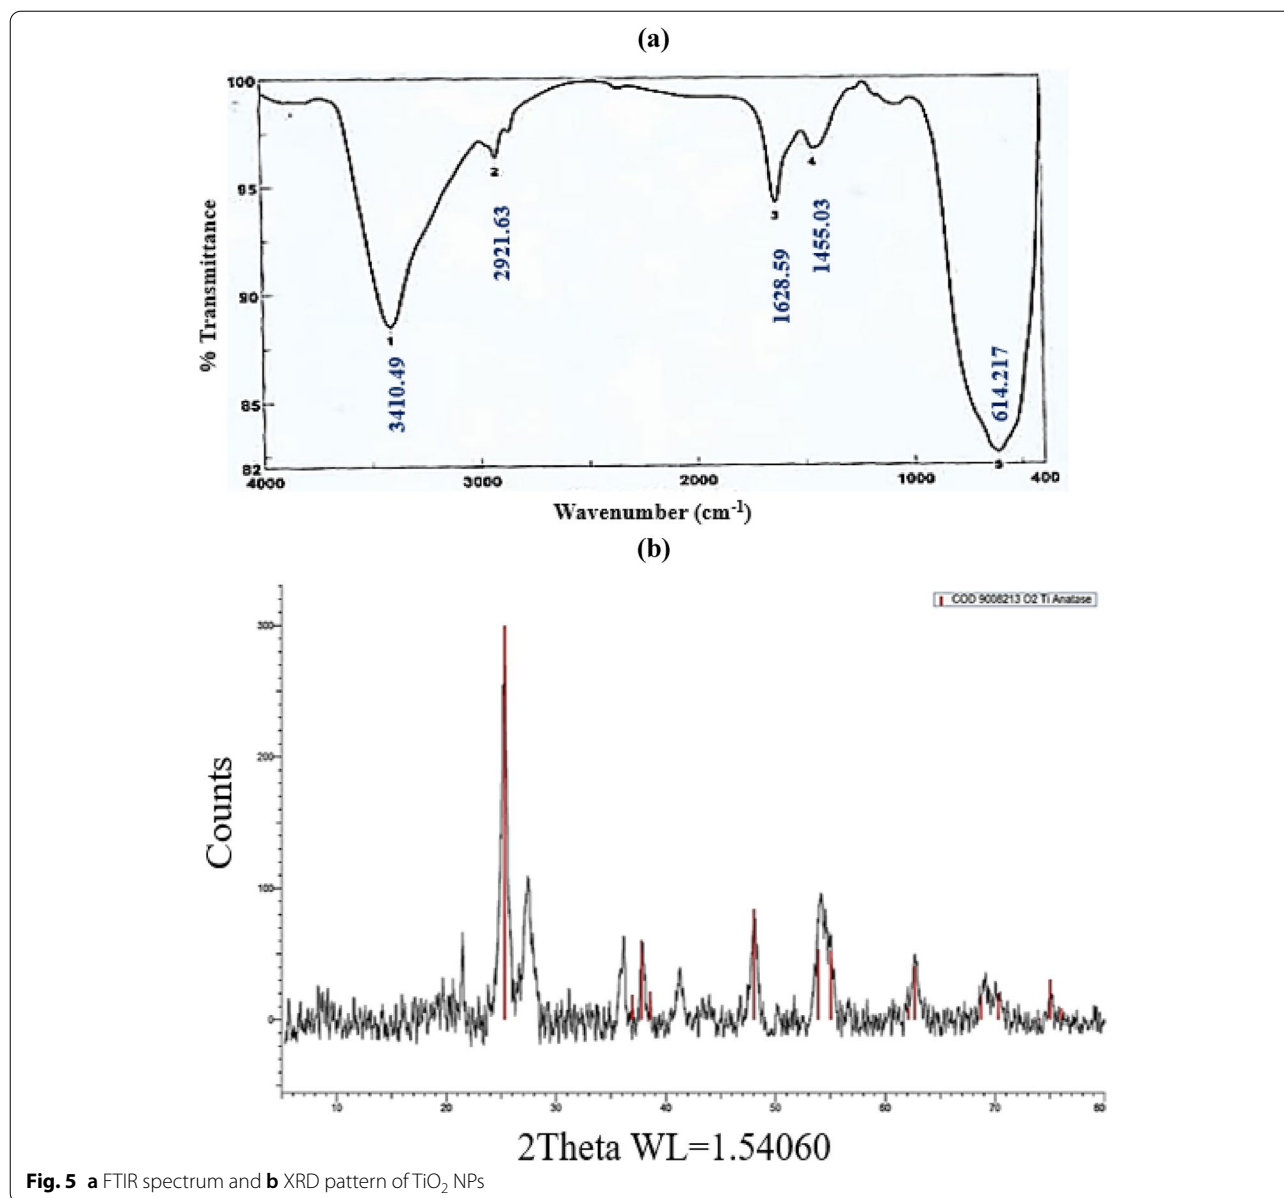 (a)
100
95
90
85
82
% Transmittance
1
2
3
4
5
3410.49
2921.63
1628.59
1455.03
614.217
4000 3000 2000 1000 400
Wavenumber (cm-1)
(b)
COD 9008213 O2 Ti Anatase
300
200
100
0
Counts
10 20 30 40 50 60 70 80
2Theta WL=1.54060
Fig. 5 a FTIR spectrum and b XRD pattern of TiO2 NPs